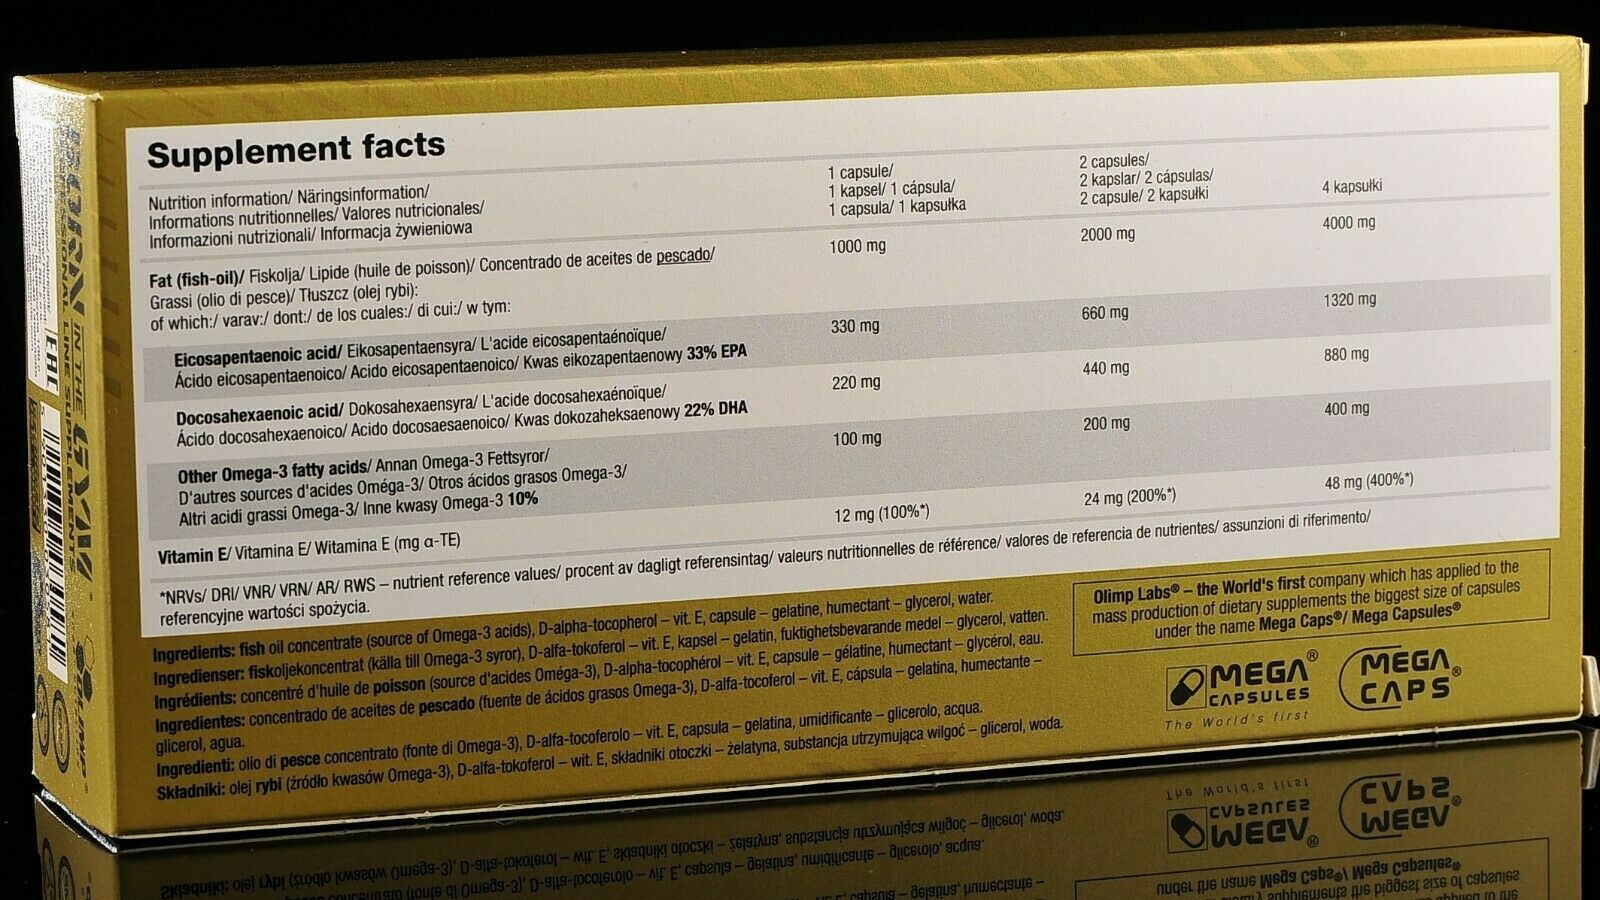 Supplement facts
Nutrition information/ Näringsinformation/
Informations nutritionnelles/ Valores nutricionales/
Informazioni nutrizionali/ Informacja żywieniowa
1 capsule/
1 kapsel/ 1 cápsula/
1 capsula/ 1 kapsułka
2 capsules/
2 kapslar/ 2 cápsulas/
2 capsule/ 2 kapsułki
4 kapsułki
Fat (fish-oil)/ Fiskolja/ Lipide (huile de poisson)/ Concentrado de aceites de pescado/
Grassi (olio di pesce)/ Tłuszcz (olej rybi):
of which:/ varav:/ dont:/ de los cuales:/ di cui:/ w tym:
1000 mg
2000 mg
4000 mg
Eicosapentaenoic acid/ Eikosapentaensyra/ L'acide eicosapentaénoïque/
Ácido eicosapentaenoico/ Acido eicosapentaenoico/ Kwas eikozapentaenowy 33% EPA
330 mg
660 mg
1320 mg
Docosahexaenoic acid/ Dokosahexaensyra/ L'acide docosahexaénoïque/
Ácido docosahexaenoico/ Acido docosaesaenoico/ Kwas dokozaheksaenowy 22% DHA
220 mg
440 mg
880 mg
Other Omega-3 fatty acids/ Annan Omega-3 Fettsyror/
D'autres sources d'acides Oméga-3/ Otros ácidos grasos Omega-3/
Altri acidi grassi Omega-3/ Inne kwasy Omega-3 10%
100 mg
200 mg
400 mg
Vitamin E/ Vitamina E/ Witamina E (mg α-TE)
12 mg (100%*)
24 mg (200%*)
48 mg (400%*)
*NRVs/ DRI/ VNR/ VRN/ AR/ RWS – nutrient reference values/ procent av dagligt referensintag/ valeurs nutritionnelles de référence/ valores de referencia de nutrientes/ assunzioni di riferimento/
referencyjne wartości spożycia.
Ingredients: fish oil concentrate (source of Omega-3 acids), D-alpha-tocopherol – vit. E, capsule – gelatine, humectant – glycerol, water.
Ingredienser: fiskoljekoncentrat (källa till Omega-3 syror), D-alfa-tokoferol – vit. E, kapsel – gelatin, fuktighetsbevarande medel – glycerol, vatten.
Ingrédients: concentré d'huile de poisson (source d'acides Oméga-3), D-alpha-tocophérol – vit. E, capsule – gélatine, humectant – glycérol, eau.
Ingredientes: concentrado de aceites de pescado (fuente de ácidos grasos Omega-3), D-alfa-tocoferol – vit. E, cápsula – gelatina, humectante –
glicerol, agua.
Ingredienti: olio di pesce concentrato (fonte di Omega-3), D-alfa-tocoferolo – vit. E, capsula – gelatina, umidificante – glicerolo, acqua.
Składniki: olej rybi (źródło kwasów Omega-3), D-alfa-tokoferol – wit. E, składniki otoczki – żelatyna, substancja utrzymująca wilgoć – glicerol, woda.
Olimp Labs® – the World's first company which has applied to the
mass production of dietary supplements the biggest size of capsules
under the name Mega Caps®/ Mega Capsules®
MEGA®
CAPSULES
The World's first
MEGA
CAPS®
BORN IN THE GYM
PROFESSIONAL LINE SUPPLEMENTS
EAC
OLIMP